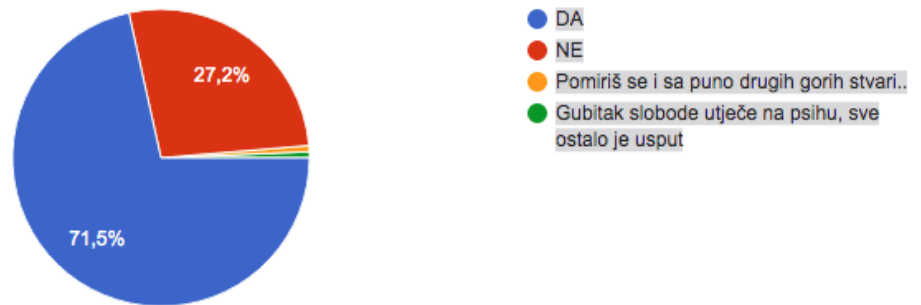 27,2%
71,5%
DA
NE
Pomiriš se i sa puno drugih gorih stvari..
Gubitak slobode utječe na psihu, sve
ostalo je usput